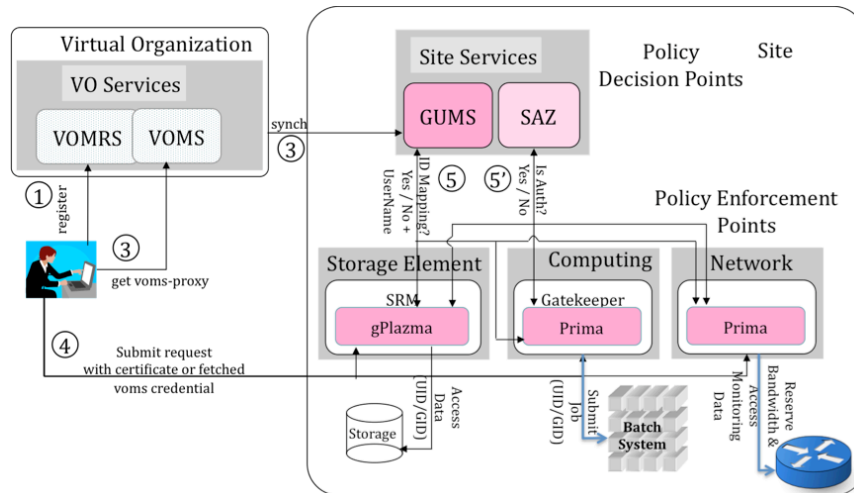 Virtual Organization
VO Services
VOMRS
VOMS
Site Services
GUMS
SAZ
Policy
Decision Points
Site
synch
3
1
register
3
get voms-proxy
ID Mapping?
Yes / No +
UserName
5
5’
Is Auth?
Yes / No
Policy Enforcement
Points
Storage Element
SRM
gPlazma
Computing
Gatekeeper
Prima
Network
Prima
4
Submit request
with certificate or fetched
voms credential
Storage
Access
Data
(UID/GID)
Submit
Job
(UID/GID)
Batch
System
Reserve
Bandwidth &
Access
Monitoring
Data